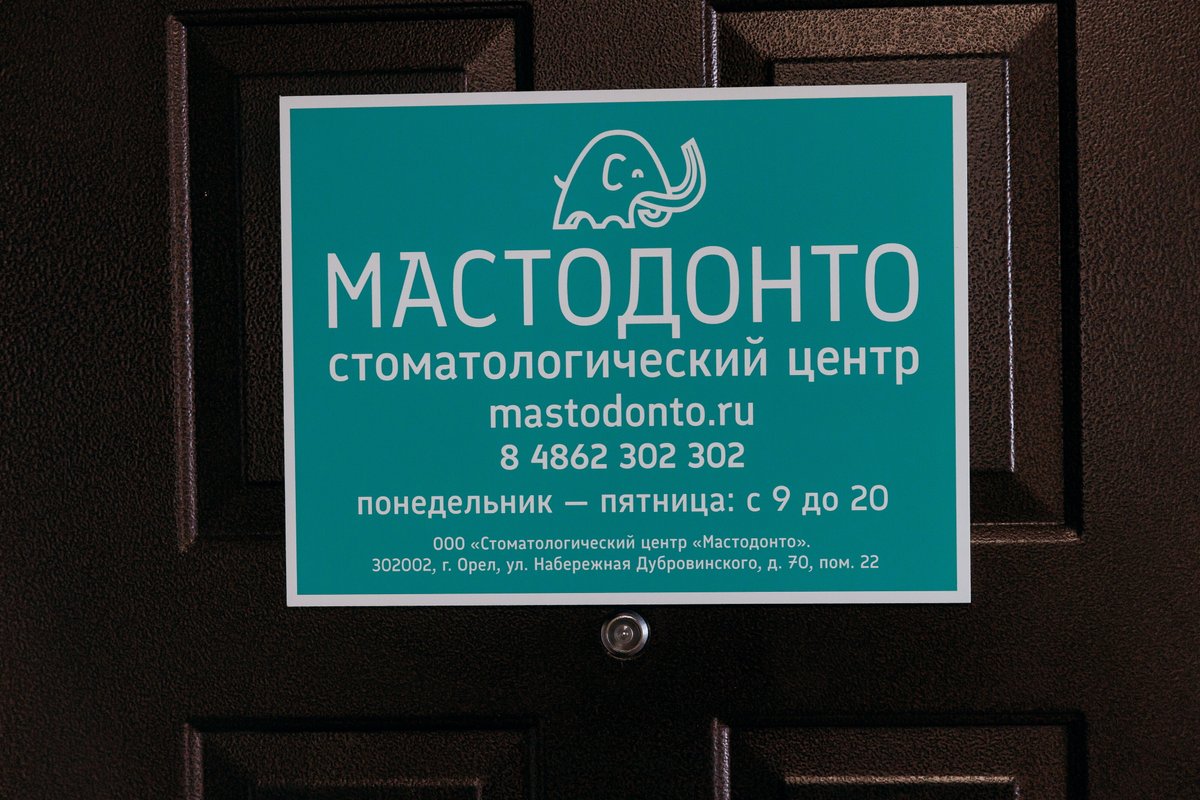 МАСТОДОНТО
стоматологический центр
mastodonto.ru
8 4862 302 302
понедельник — пятница: с 9 до 20
ООО «Стоматологический центр «Мастодонто».
302002, г. Орел, ул. Набережная Дубровинского, д. 70, пом. 22